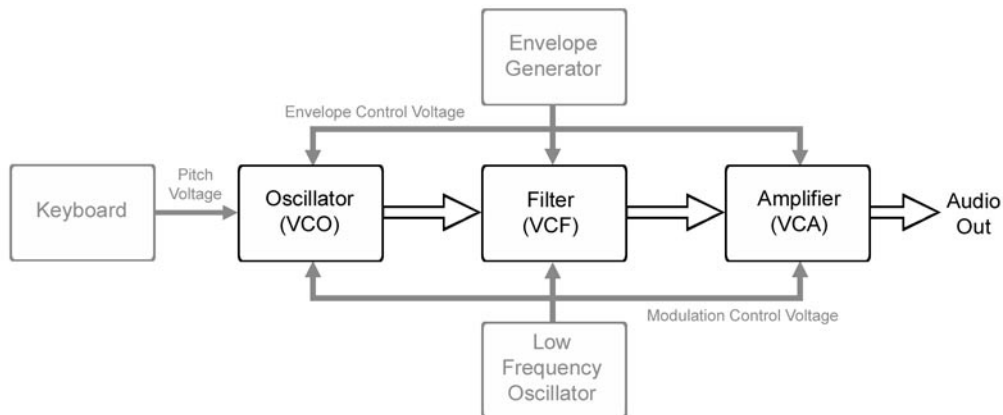 Envelope
Generator
Envelope Control Voltage
Pitch
Voltage
Keyboard
Oscillator
(VCO)
Filter
(VCF)
Amplifier
(VCA)
Audio
Out
Modulation Control Voltage
Low
Frequency
Oscillator